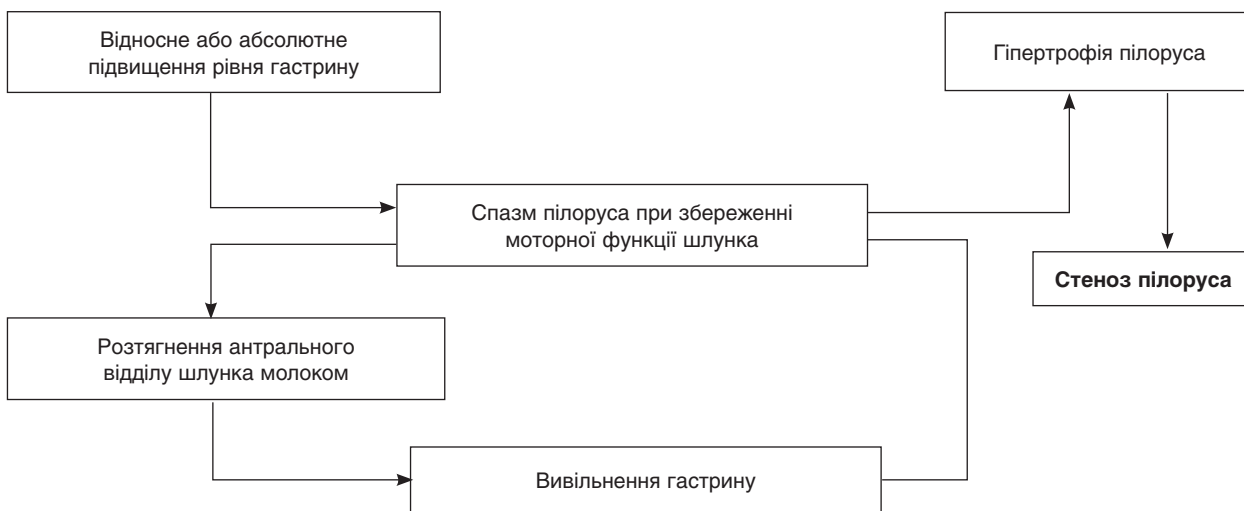 Відносне або абсолютне
підвищення рівня гастрину
Гіпертрофія пілоруса
Спазм пілоруса при збереженні
моторної функції шлунка
Стеноз пілоруса
Розтягнення антрального
відділу шлунка молоком
Вивільнення гастрину